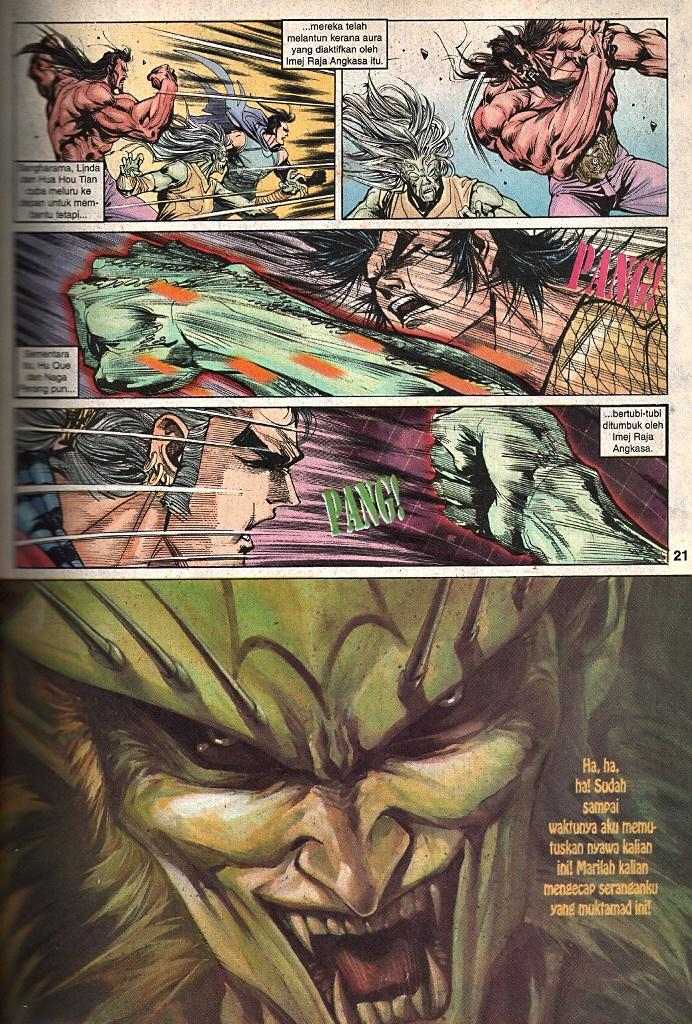 Sangharama, Linda
dan Hua Hou Tian
cuba meluru ke
depan untuk mem-
bantu tetapi...
...mereka telah
melantun kerana aura
yang diaktifkan oleh
Imej Raja Angkasa itu.
PANG!
Sementara
itu, Hu Que
dan Naga
Perang pun...
...bertubi-tubi
ditumbuk oleh
Imej Raja
Angkasa.
PANG!
21
Ha, ha,
ha! Sudah
sampai
waktunya aku memu-
tuskan nyawa kalian
ini! Marilah kalian
mengecap seranganku
yang muktamad ini!